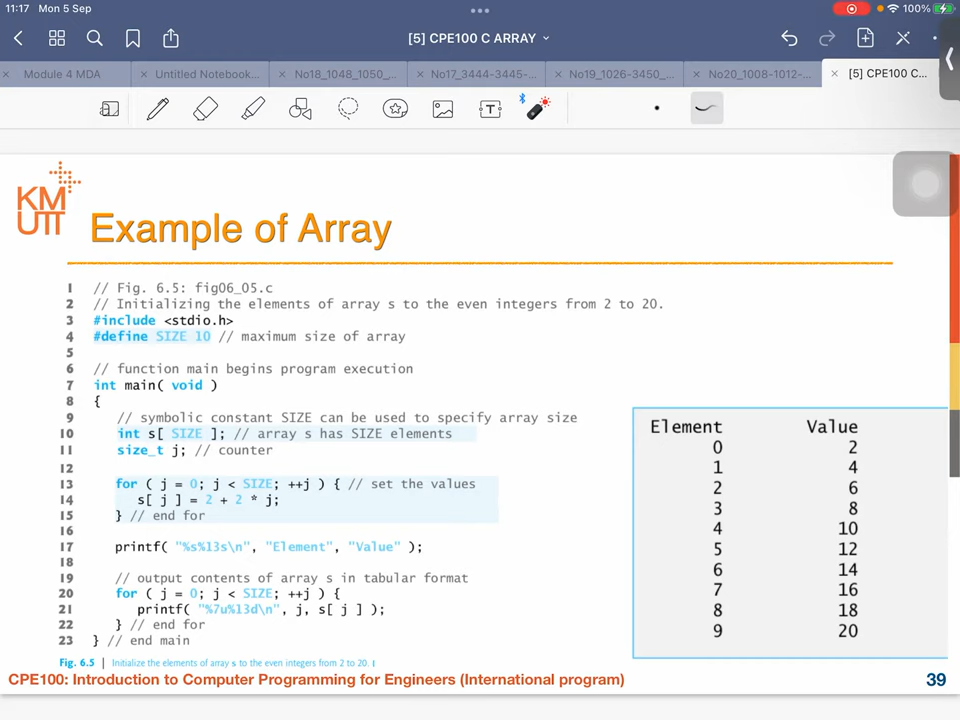 11:17 Mon 5 Sep
100%
[5] CPE100 C ARRAY
Module 4 MDA
Untitled Notebook...
No18_1048_1050_...
No17_3444-3445-...
No19_1026-3450_...
No20_1008-1012-...
[5] CPE100 C...
KM
UTT
Example of Array
1 // Fig. 6.5: fig06_05.c
2 // Initializing the elements of array s to the even integers from 2 to 20.
3 #include <stdio.h>
4 #define SIZE 10 // maximum size of array
5
6 // function main begins program execution
7 int main( void )
8 {
9 // symbolic constant SIZE can be used to specify array size
10 int s[ SIZE ]; // array s has SIZE elements
11 size_t j; // counter
12
13 for ( j = 0; j < SIZE; ++j ) { // set the values
14 s[ j ] = 2 + 2 * j;
15 } // end for
16
17 printf( "%s%13s\n", "Element", "Value" );
18
19 // output contents of array s in tabular format
20 for ( j = 0; j < SIZE; ++j ) {
21 printf( "%7u%13d\n", j, s[ j ] );
22 } // end for
23 } // end main
Fig. 6.5 | Initialize the elements of array s to the even integers from 2 to 20.
Element Value
0 2
1 4
2 6
3 8
4 10
5 12
6 14
7 16
8 18
9 20
CPE100: Introduction to Computer Programming for Engineers (International program)
39